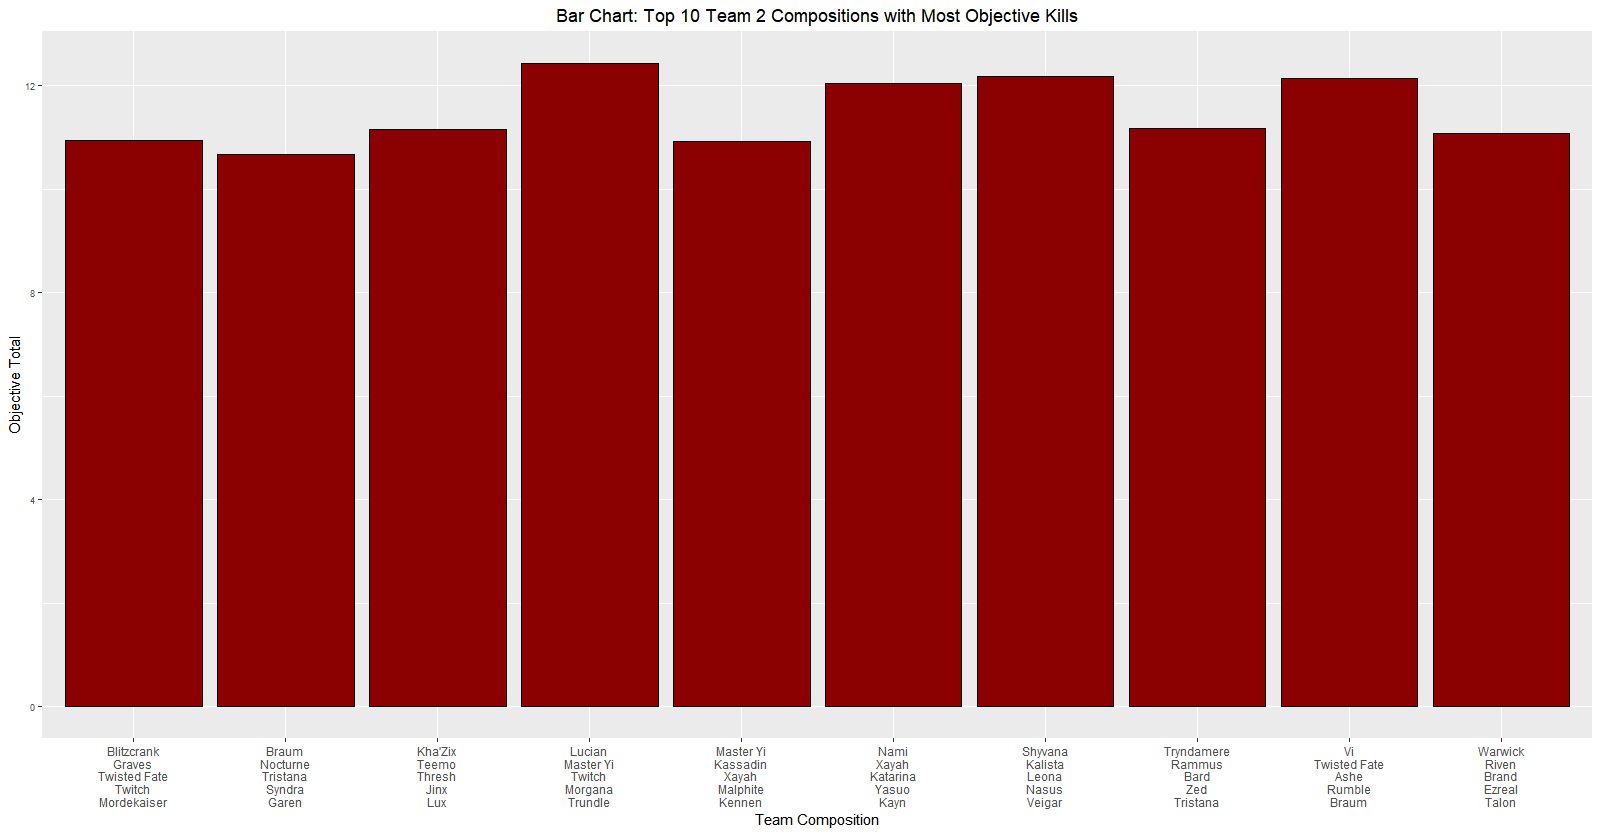 Bar Chart: Top 10 Team 2 Compositions with Most Objective Kills
Objective Total
12
8
4
0
Blitzcrank
Graves
Twisted Fate
Twitch
Mordekaiser
Braum
Nocturne
Tristana
Syndra
Garen
Kha'Zix
Teemo
Thresh
Jinx
Lux
Lucian
Master Yi
Twitch
Morgana
Trundle
Master Yi
Kassadin
Xayah
Malphite
Kennen
Nami
Xayah
Katarina
Yasuo
Kayn
Shyvana
Kalista
Leona
Nasus
Veigar
Tryndamere
Rammus
Bard
Zed
Tristana
Vi
Twisted Fate
Ashe
Rumble
Braum
Warwick
Riven
Brand
Ezreal
Talon
Team Composition